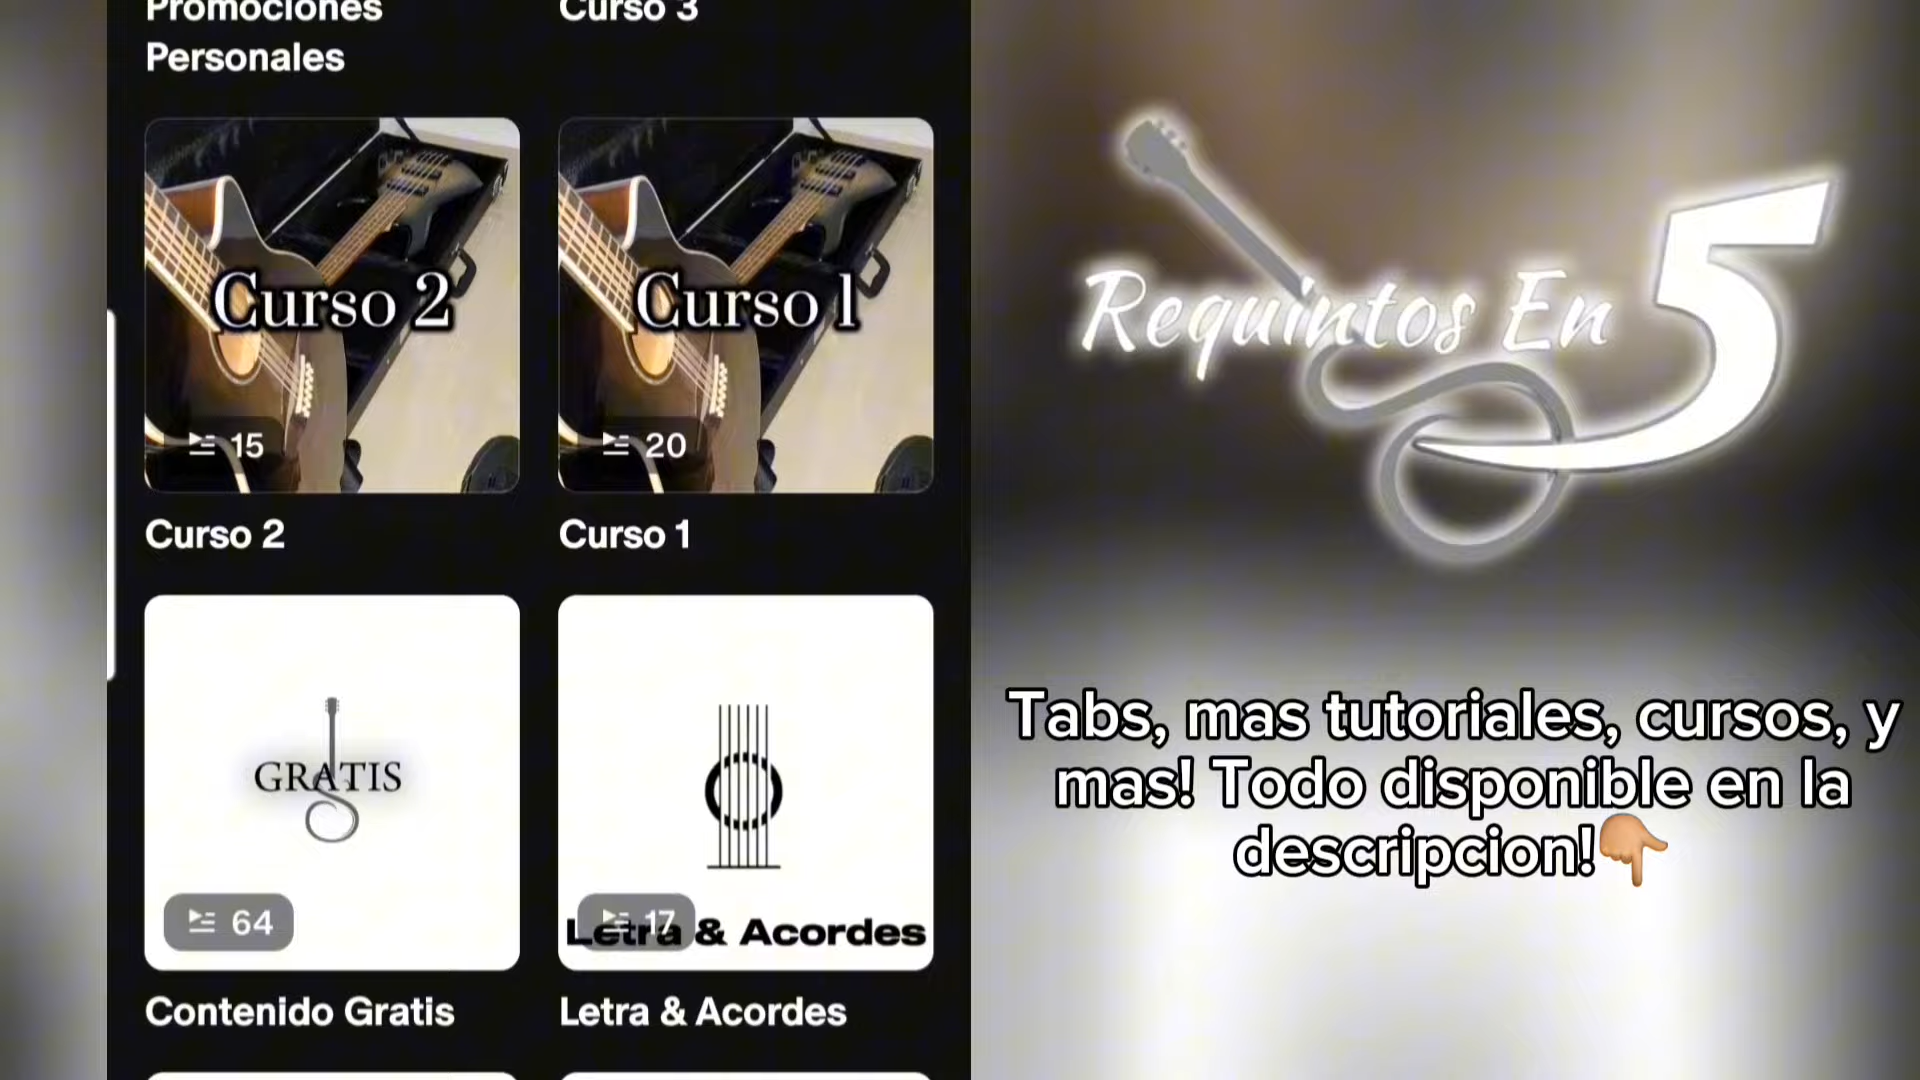 Promociones
Personales
Curso 3
Curso 2
15
Curso 2
Curso 1
20
Curso 1
GRATIS
64
Contenido Gratis
Letra & Acordes
17
Letra & Acordes
Requintos En 5
Tabs, mas tutoriales, cursos, y
mas! Todo disponible en la
descripcion!👇🏽